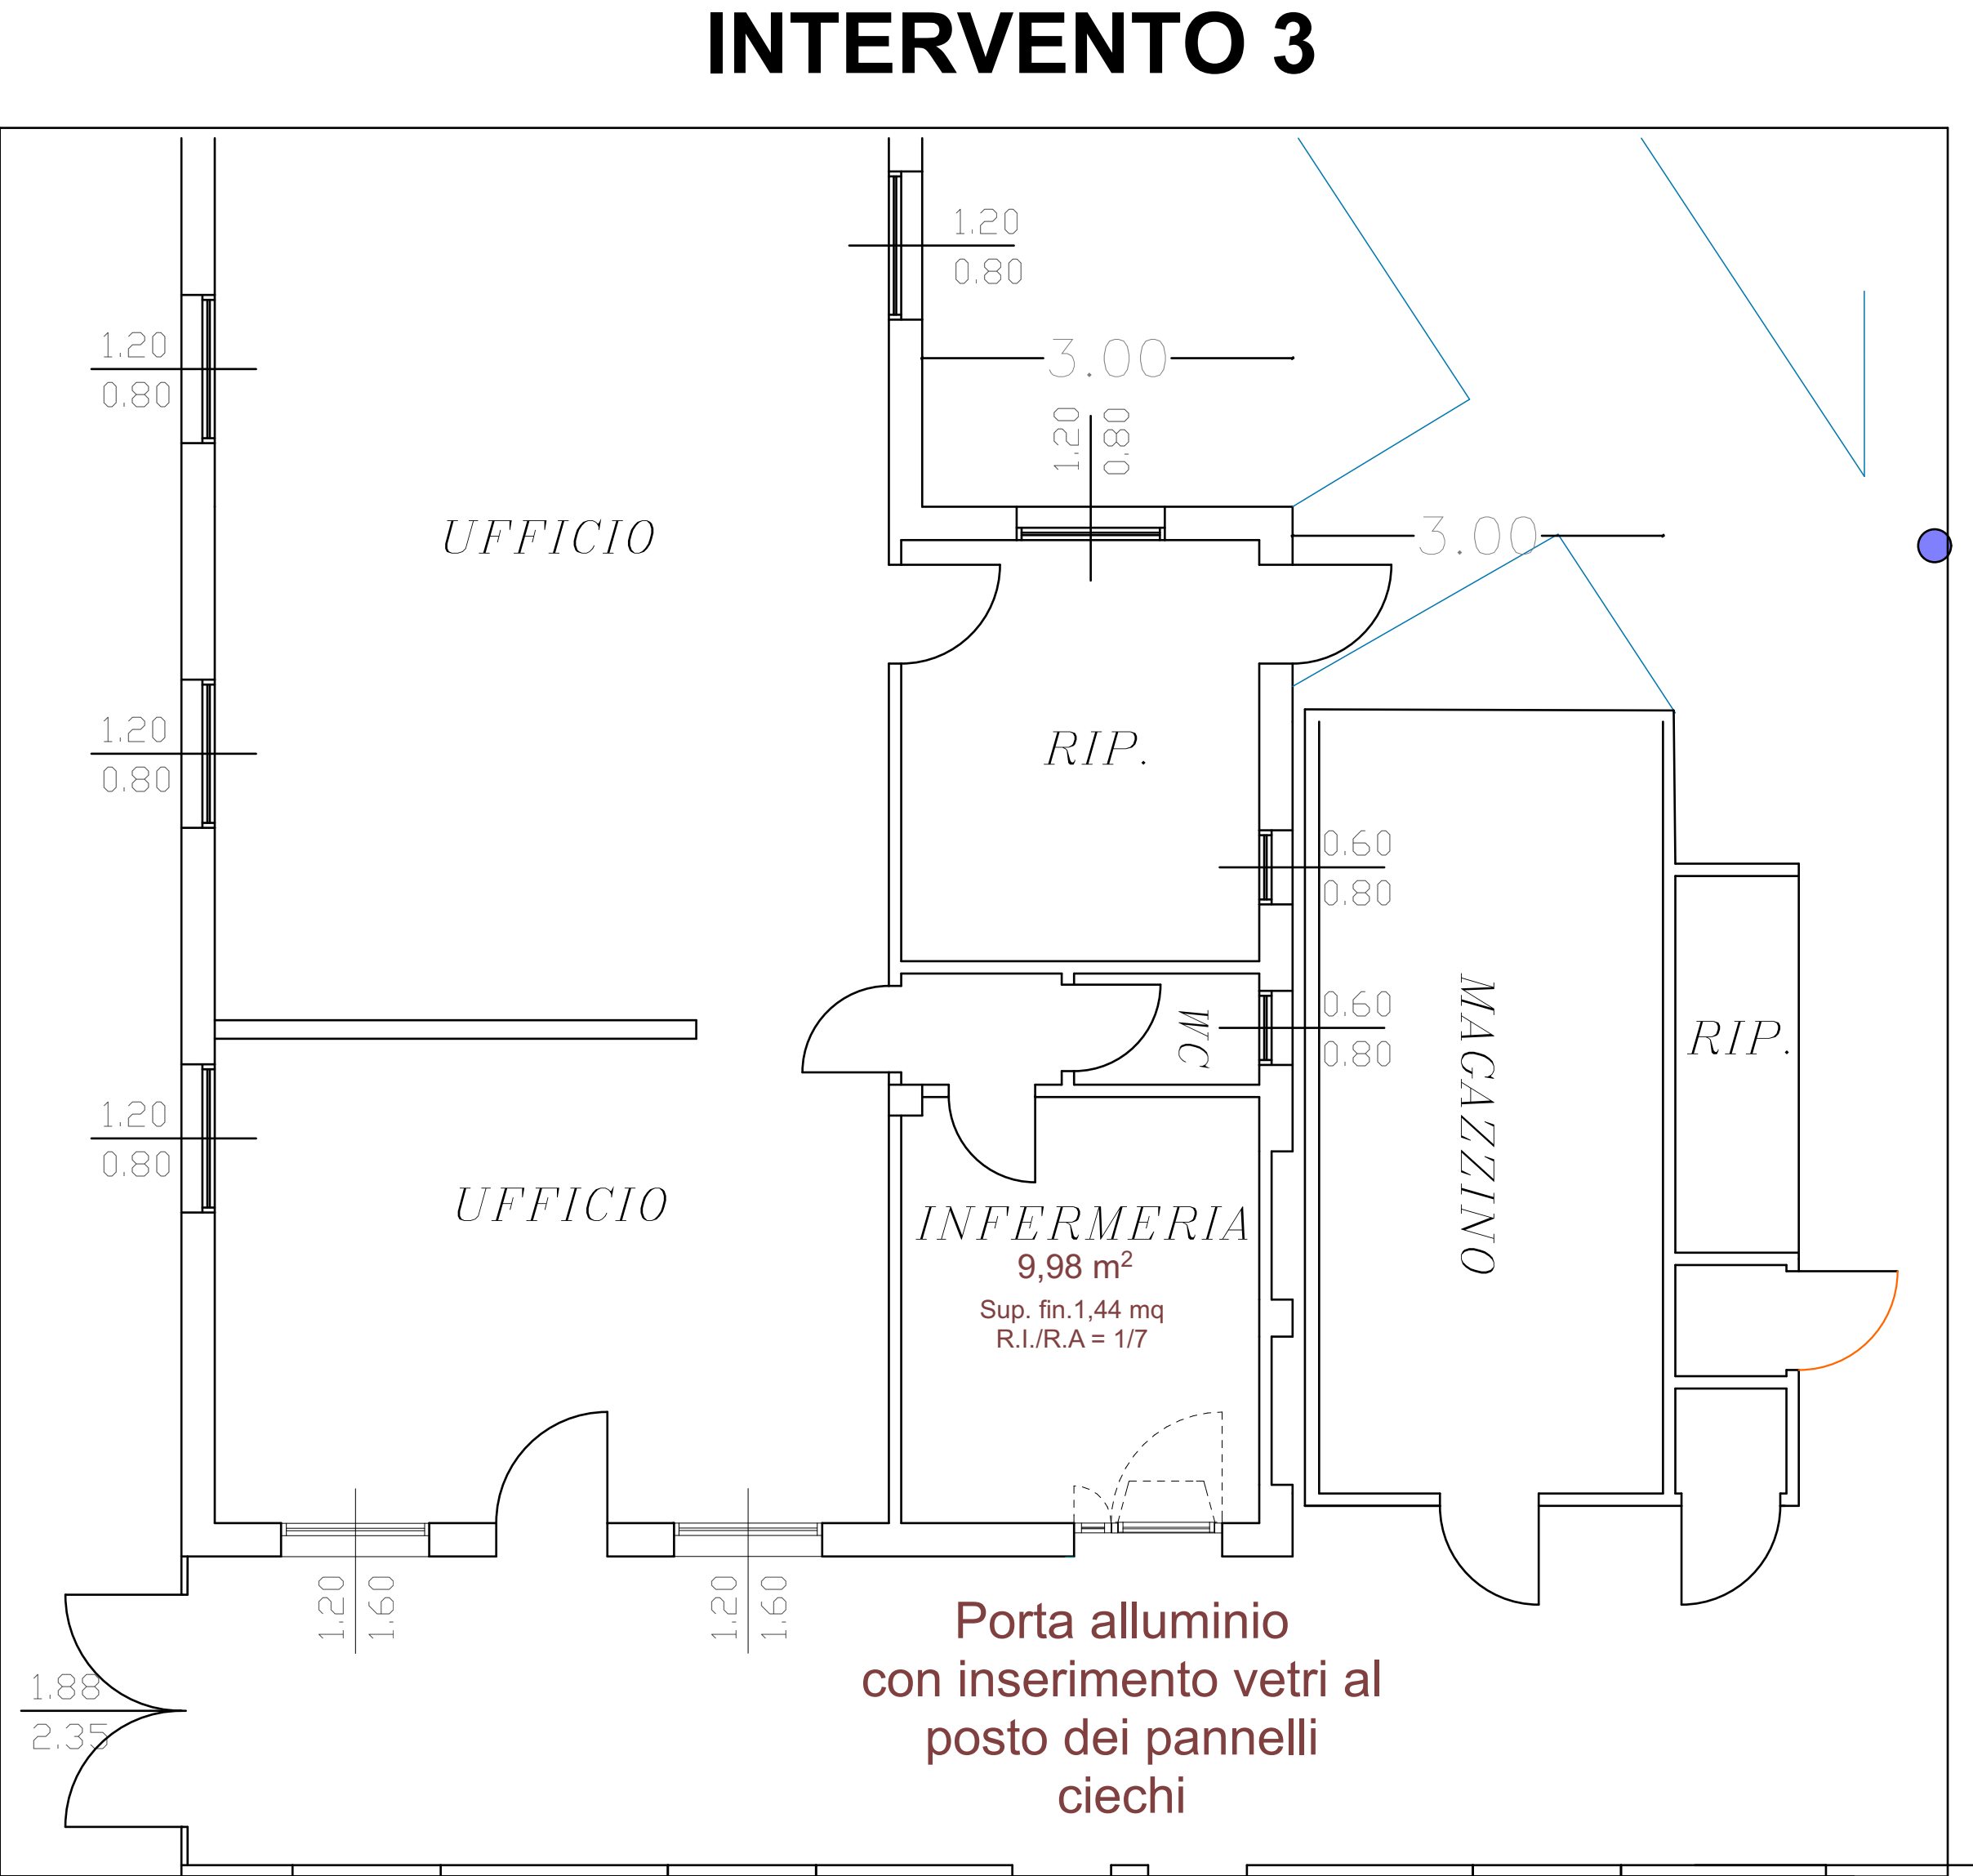 INTERVENTO 3
1.20
0.80
1.20
0.80
3.00
1.20
0.80
UFFICIO
3.00
1.20
0.80
RIP.
0.60
0.80
MAGAZZINO
WC
0.60
0.80
RIP.
1.20
0.80
UFFICIO
INFERMERIA
9,98 m²
Sup. fin.1,44 mq
R.I./R.A = 1/7
1.20
1.60
1.20
1.60
Porta alluminio
con inserimento vetri al
posto dei pannelli
ciechi
1.88
2.35